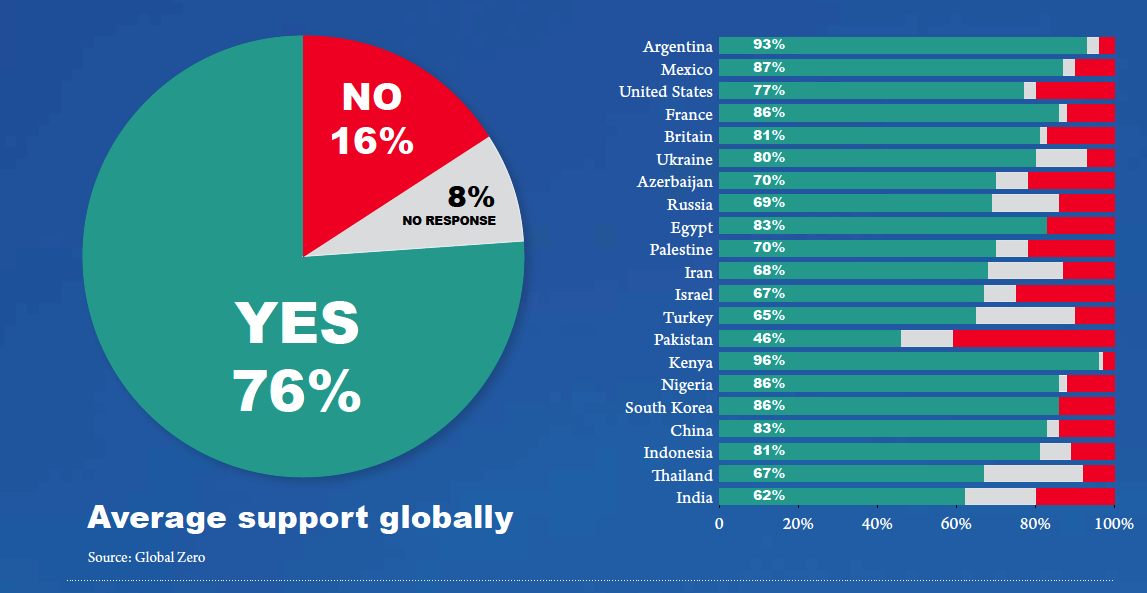 NO
16%
8%
NO RESPONSE
YES
76%
Average support globally
Source: Global Zero
Argentina 93%
Mexico 87%
United States 77%
France 86%
Britain 81%
Ukraine 80%
Azerbaijan 70%
Russia 69%
Egypt 83%
Palestine 70%
Iran 68%
Israel 67%
Turkey 65%
Pakistan 46%
Kenya 96%
Nigeria 86%
South Korea 86%
China 83%
Indonesia 81%
Thailand 67%
India 62%
0 20% 40% 60% 80% 100%